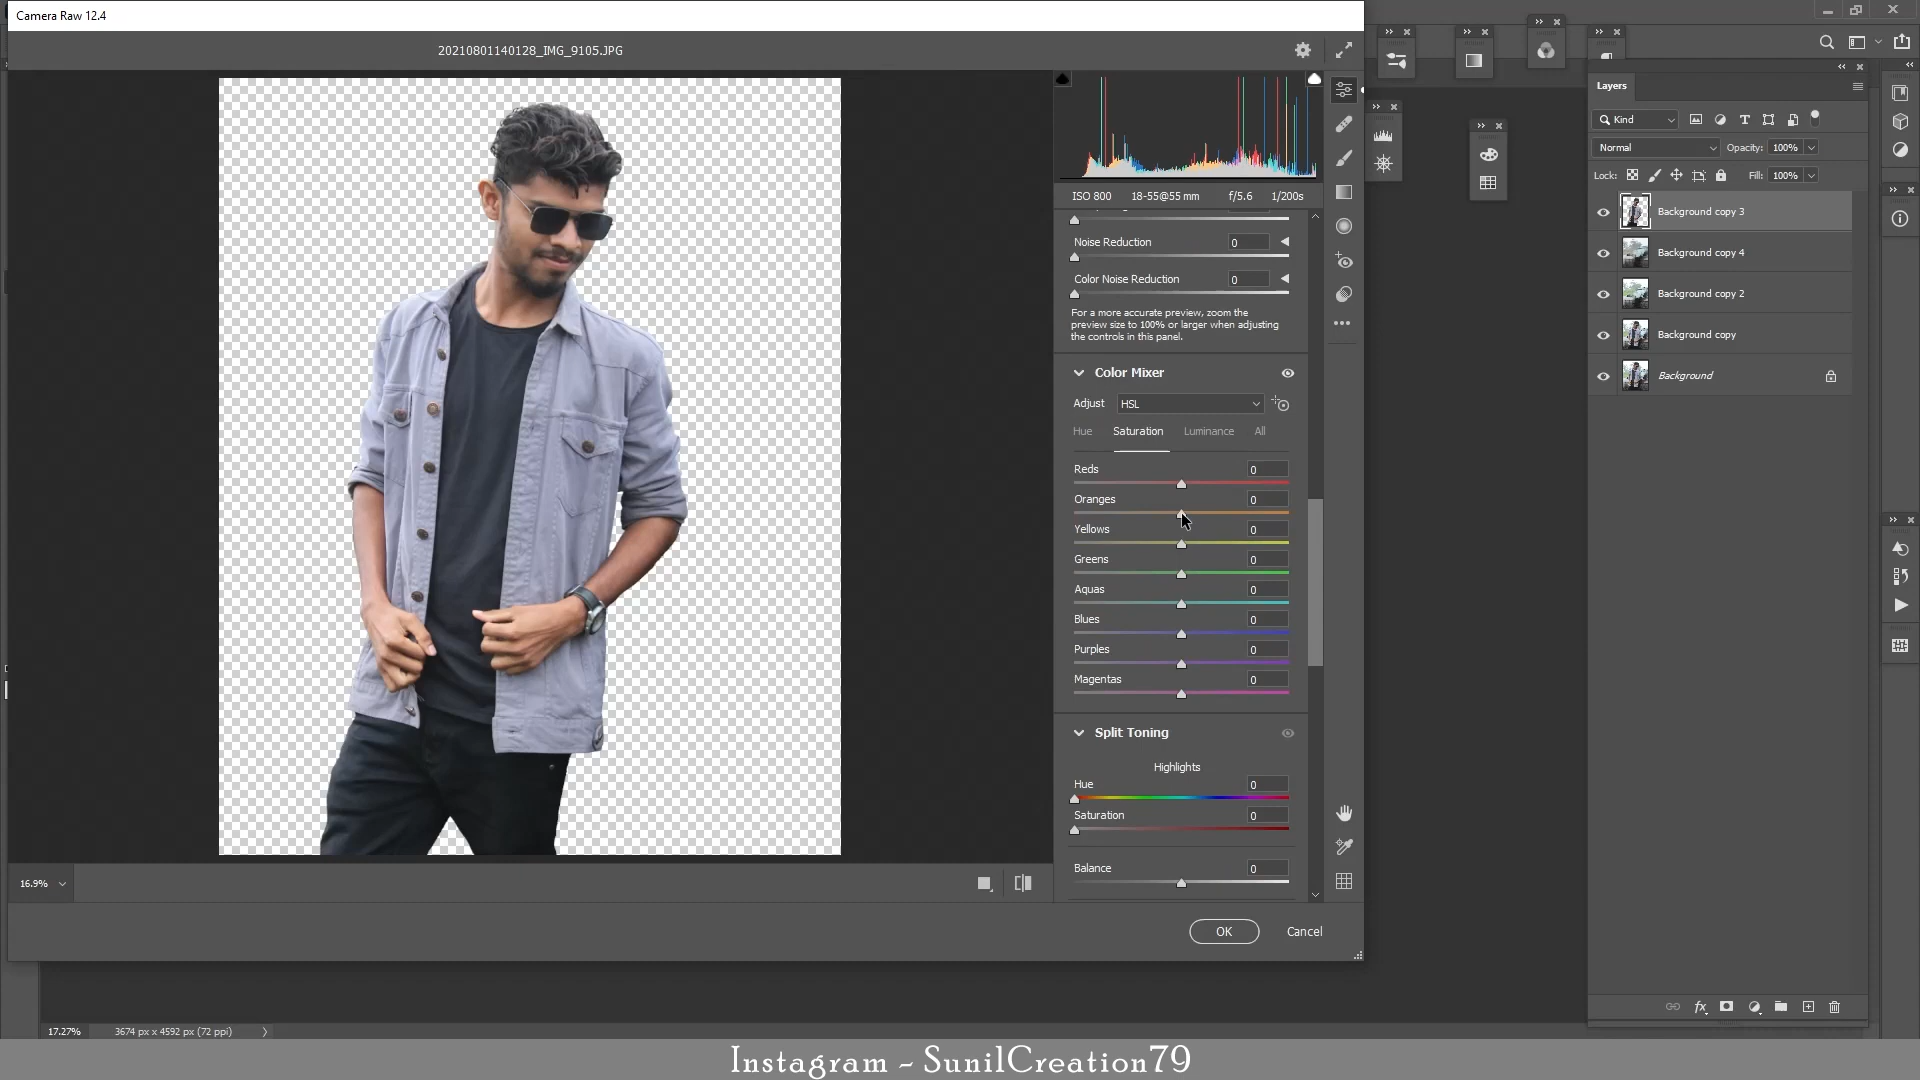 Camera Raw 12.4
20210801140128_IMG_9105.JPG
ISO 800 18-55@55 mm f/5.6 1/200s
Noise Reduction 0
Color Noise Reduction 0
For a more accurate preview, zoom the
preview size to 100% or larger when adjusting
the controls in this panel.
Color Mixer
Adjust HSL
Hue Saturation Luminance All
Reds 0
Oranges 0
Yellows 0
Greens 0
Aquas 0
Blues 0
Purples 0
Magentas 0
Split Toning
Highlights
Hue 0
Saturation 0
Balance 0
16.9%
OK Cancel
Layers
Kind
Normal Opacity: 100%
Lock: Fill: 100%
Background copy 3
Background copy 4
Background copy 2
Background copy
Background
fx
17.27% 3674 px x 4592 px (72 ppi)
Instagram - SunilCreation79